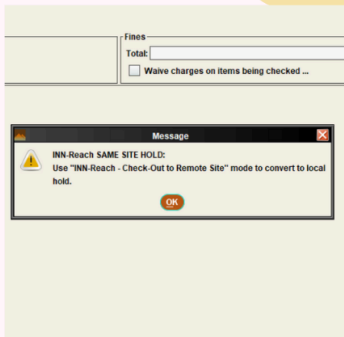 Fines
Total:
Waive charges on items being checked ...
Message
INN-Reach SAME SITE HOLD:
Use "INN-Reach - Check-Out to Remote Site" mode to convert to local
hold.
OK